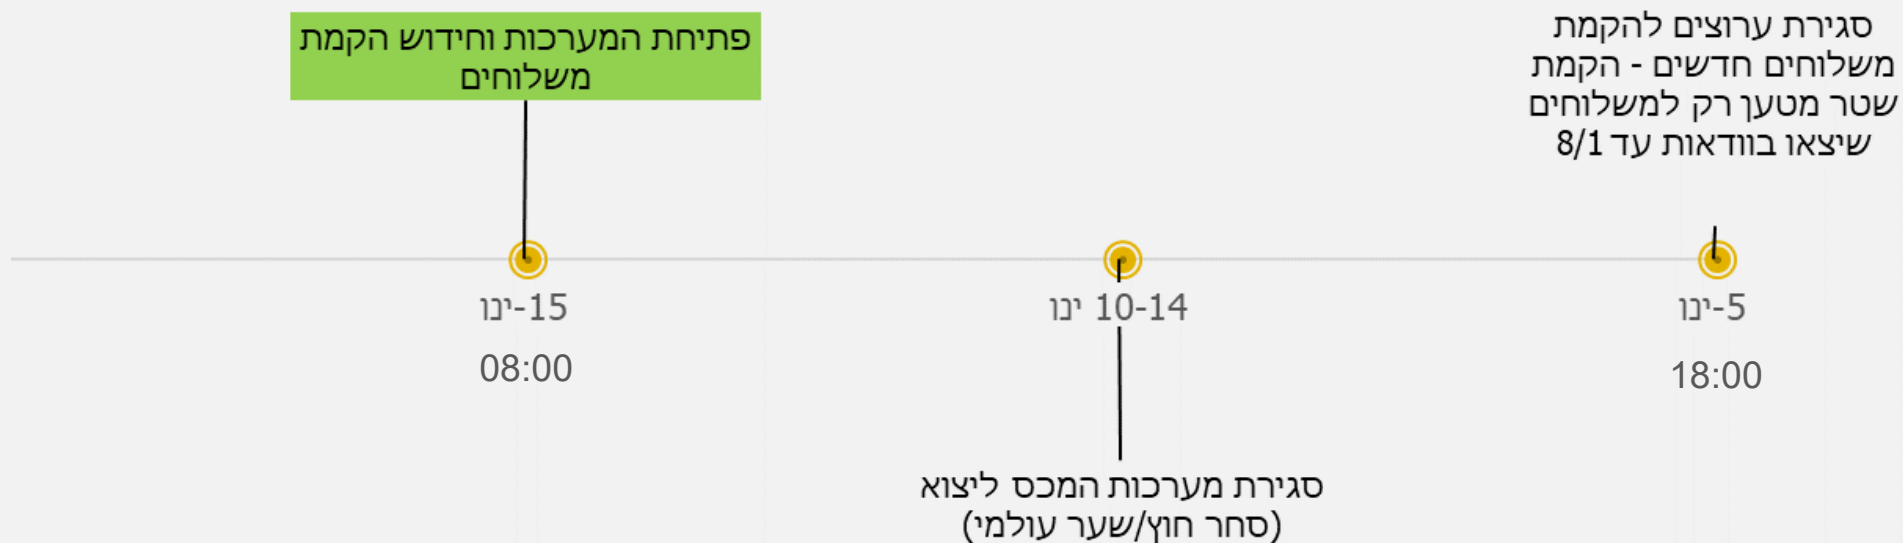 סגירת ערוצים להקמת
משלוחים חדשים - הקמת
שטר מטען רק למשלוחים
שיצאו בוודאות עד 8/1
5-ינו
18:00
10-14 ינו
סגירת מערכות המכס ליצוא
(סחר חוץ/שער עולמי)
פתיחת המערכות וחידוש הקמת
משלוחים
15-ינו
08:00